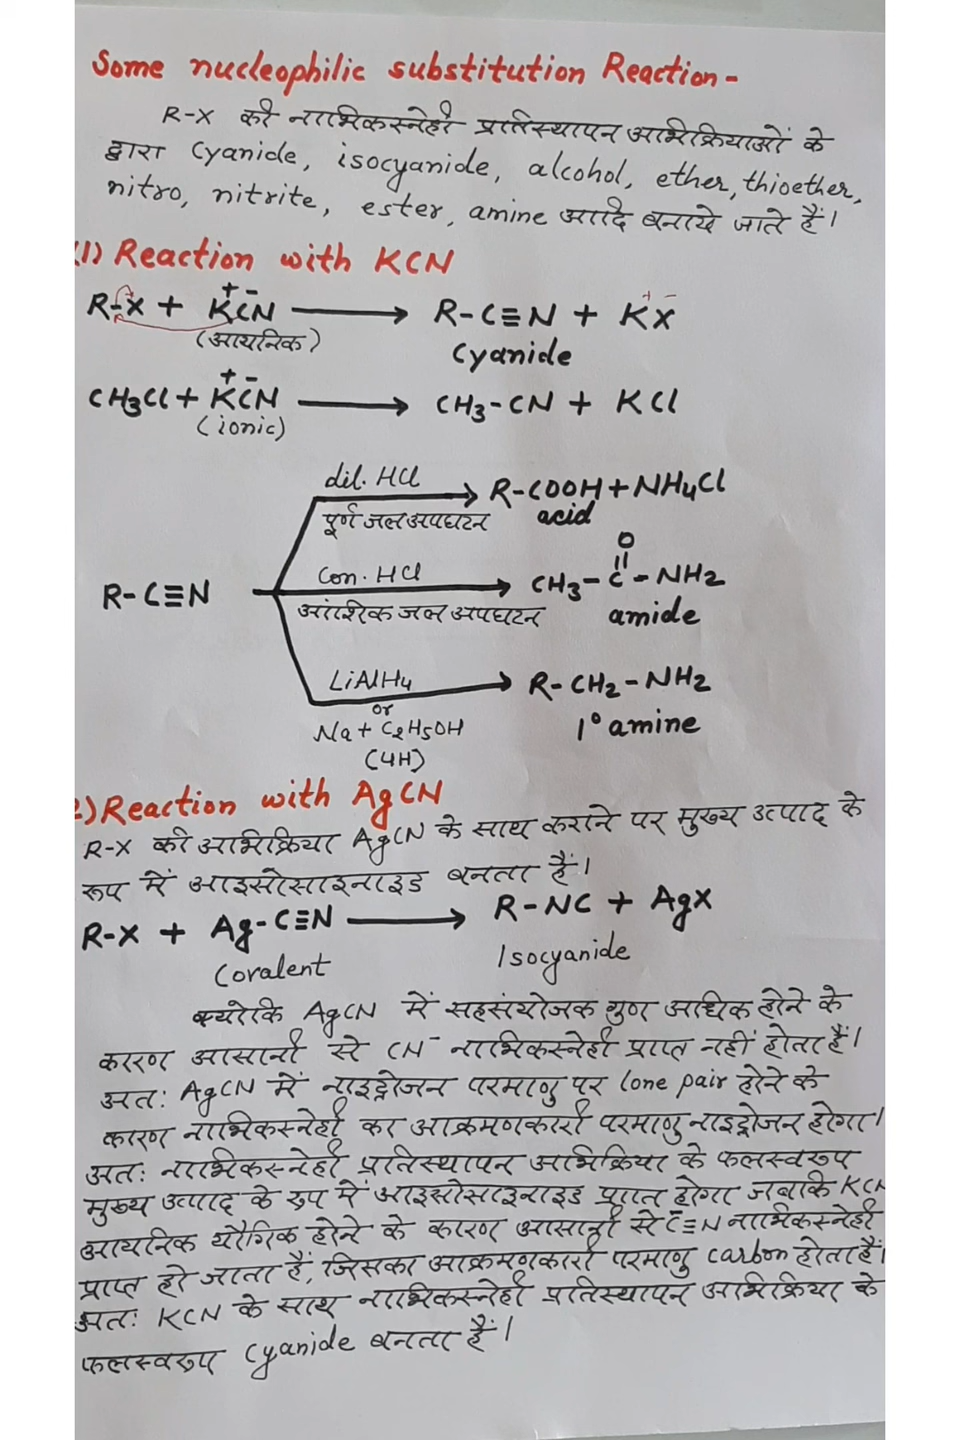 Some nucleophilic substitution Reaction-
R-X की नाभिकस्नेही प्रतिस्थापन अभिक्रियाओं के
द्वारा Cyanide, isocyanide, alcohol, ether, thioether,
nitro, nitrite, ester, amine आदि बनाये जाते हैं।
(1) Reaction with KCN
R-X + K⁺CN⁻ ⟶ R-C≡N + K⁺X⁻
(आयनिक) Cyanide
CH₃Cl + K⁺CN⁻ ⟶ CH₃-CN + KCl
(ionic)
dil. HCl ⟶ R-COOH + NH₄Cl
पूर्ण जल अपघटन acid
O
||
R-C≡N Con. HCl ⟶ CH₃-C-NH₂
आंशिक जल अपघटन amide
LiAlH₄ ⟶ R-CH₂-NH₂
or
Na + C₂H₅OH 1° amine
(4H)
2) Reaction with AgCN
R-X की अभिक्रिया AgCN के साथ कराने पर मुख्य उत्पाद के
रूप में आइसोसाइनाइड बनता हैं।
R-X + Ag-C≡N ⟶ R-NC + AgX
Coralent Isocyanide
क्योकि AgCN में सहसंयोजक गुण अधिक होने के
कारण आसानी से CN⁻ नाभिकस्नेही प्राप्त नहीं होता हैं।
अतः AgCN में नाइट्रोजन परमाणु पर lone pair होने के
कारण नाभिकस्नेही का आक्रमणकारी परमाणु नाइट्रोजन होगा।
अतः नाभिकस्नेही प्रतिस्थापन अभिक्रिया के फलस्वरूप
मुख्य उत्पाद के रूप में आइसोसाइनाइड प्राप्त होगा जबकि KCN
आयनिक यौगिक होने के कारण आसानी से C̄≡N नाभिकस्नेही
प्राप्त हो जाता हैं, जिसका आक्रमणकारी परमाणु carbon होता हैं।
अतः KCN के साथ नाभिकस्नेही प्रतिस्थापन अभिक्रिया के
फलस्वरूप Cyanide बनता हैं।